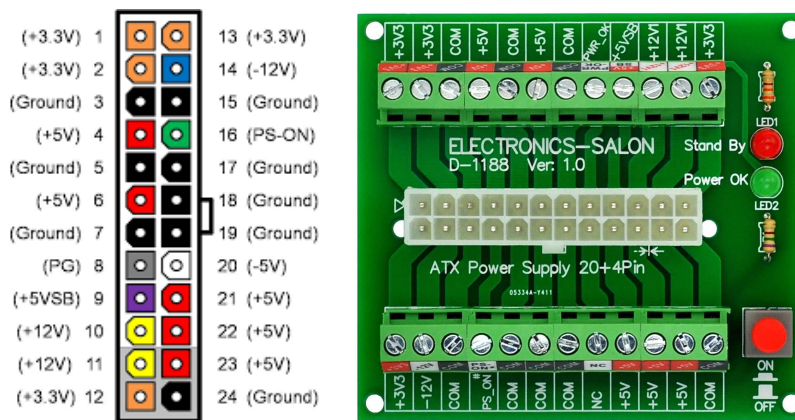 (+3.3V) 1 13 (+3.3V)
(+3.3V) 2 14 (-12V)
(Ground) 3 15 (Ground)
(+5V) 4 16 (PS-ON)
(Ground) 5 17 (Ground)
(+5V) 6 18 (Ground)
(Ground) 7 19 (Ground)
(PG) 8 20 (-5V)
(+5VSB) 9 21 (+5V)
(+12V) 10 22 (+5V)
(+12V) 11 23 (+5V)
(+3.3V) 12 24 (Ground)
+3V3 +3V3 COM +5V COM +5V COM PWR_OK +5VSB +12V1 +12V1 +3V3
ELECTRONICS-SALON
D-1188 Ver: 1.0
LED1
Stand By
Power OK
LED2
ATX Power Supply 20+4Pin
05334A-Y411
+3V3 -12V COM PS_ON# COM COM COM NC +5V +5V +5V COM
NC
ON
OFF